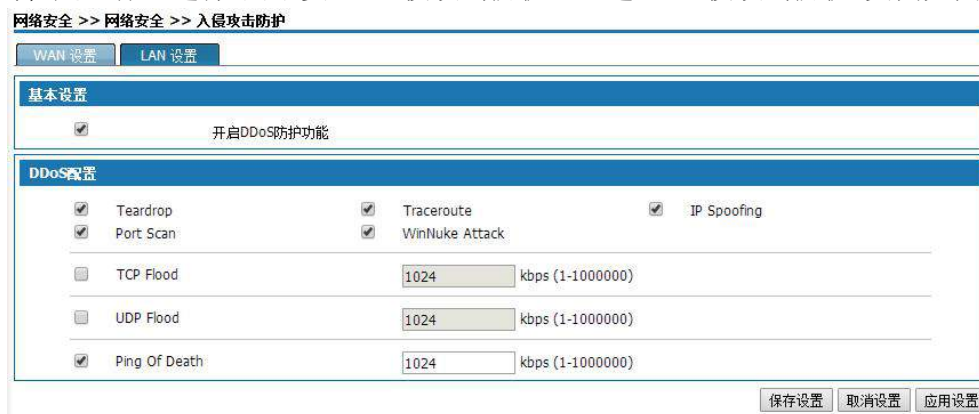 网络安全 >> 网络安全 >> 入侵攻击防护
WAN 设置 LAN 设置
基本设置
开启DDoS防护功能
DDoS配置
Teardrop Traceroute IP Spoofing
Port Scan WinNuke Attack
TCP Flood 1024 kbps (1-1000000)
UDP Flood 1024 kbps (1-1000000)
Ping Of Death 1024 kbps (1-1000000)
保存设置 取消设置 应用设置